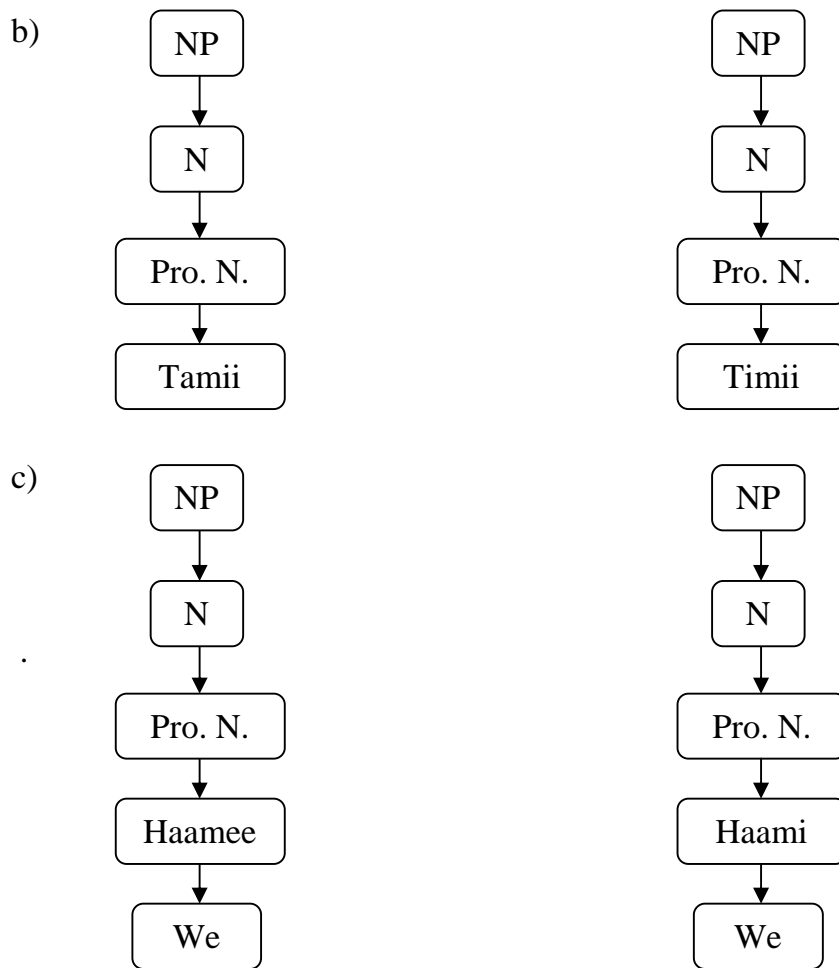 b)
NP NP
N N
Pro. N. Pro. N.
Tamii Timii
c)
NP NP
N N
.
Pro. N. Pro. N.
Haamee Haami
We We